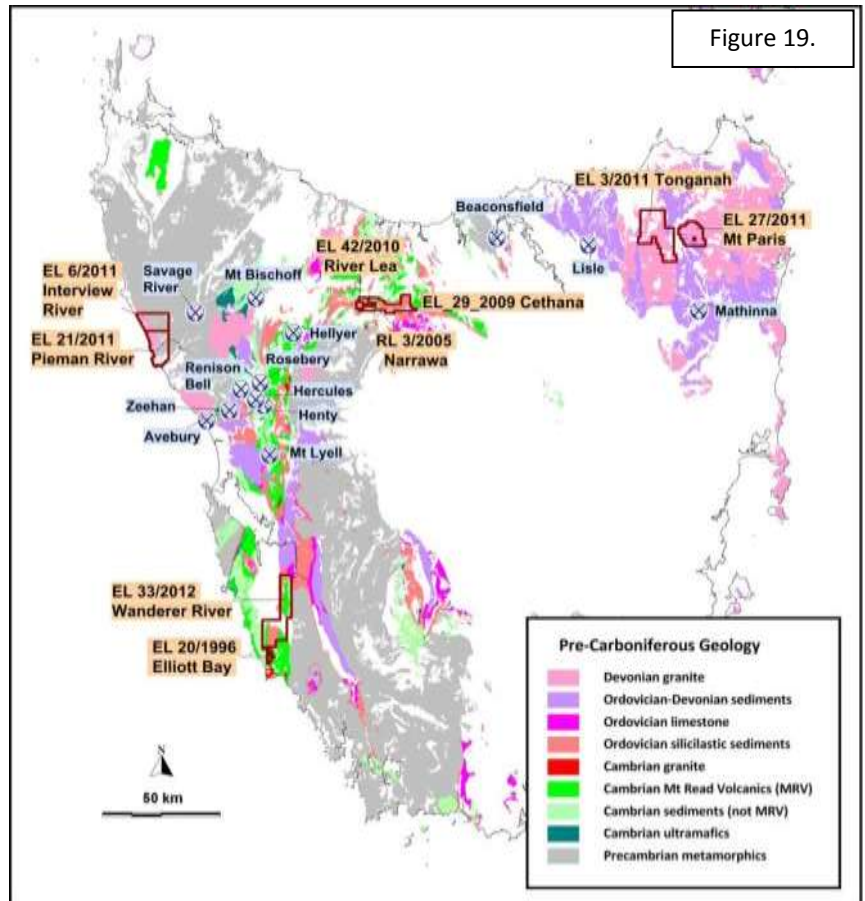 Figure 19.
EL 3/2011 Tonganah
Beaconsfield
EL 27/2011
Mt Paris
EL 42/2010
River Lea
EL 6/2011
Interview
River
Savage
River
Mt Bischoff
Lisle
EL_29_2009 Cethana
Mathinna
EL 21/2011
Pieman River
Hellyer
RL 3/2005
Narrawa
Rosebery
Renison
Bell
Hercules
Zeehan
Henty
Avebury
Mt Lyell
EL 33/2012
Wanderer River
EL 20/1996
Elliott Bay
N
50 km
Pre-Carboniferous Geology
Devonian granite
Ordovician-Devonian sediments
Ordovician limestone
Ordovician silicilastic sediments
Cambrian granite
Cambrian Mt Read Volcanics (MRV)
Cambrian sediments (not MRV)
Cambrian ultramafics
Precambrian metamorphics